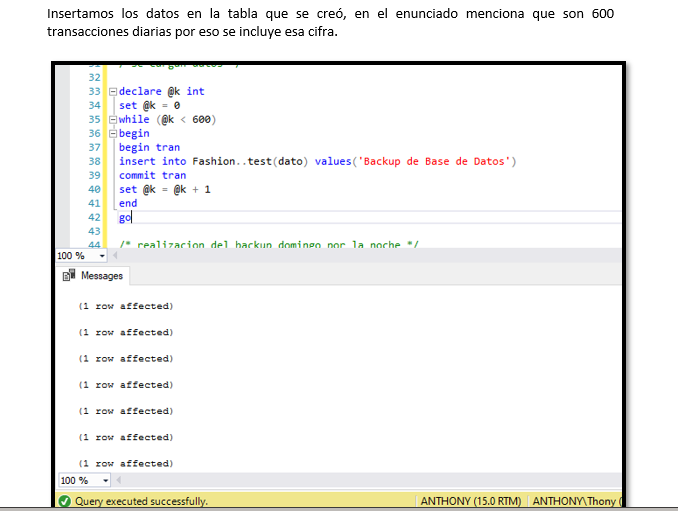 Insertamos los datos en la tabla que se creó, en el enunciado menciona que son 600
transacciones diarias por eso se incluye esa cifra.
32
33 declare @k int
34 set @k = 0
35 while (@k < 600)
36 begin
37 begin tran
38 insert into Fashion..test(dato) values('Backup de Base de Datos')
39 commit tran
40 set @k = @k + 1
41 end
42 go
43
44 /* realizacion del backup domingo por la noche */
100 %
Messages
(1 row affected)
(1 row affected)
(1 row affected)
(1 row affected)
(1 row affected)
(1 row affected)
(1 row affected)
100 %
Query executed successfully. ANTHONY (15.0 RTM) ANTHONY\Thony (